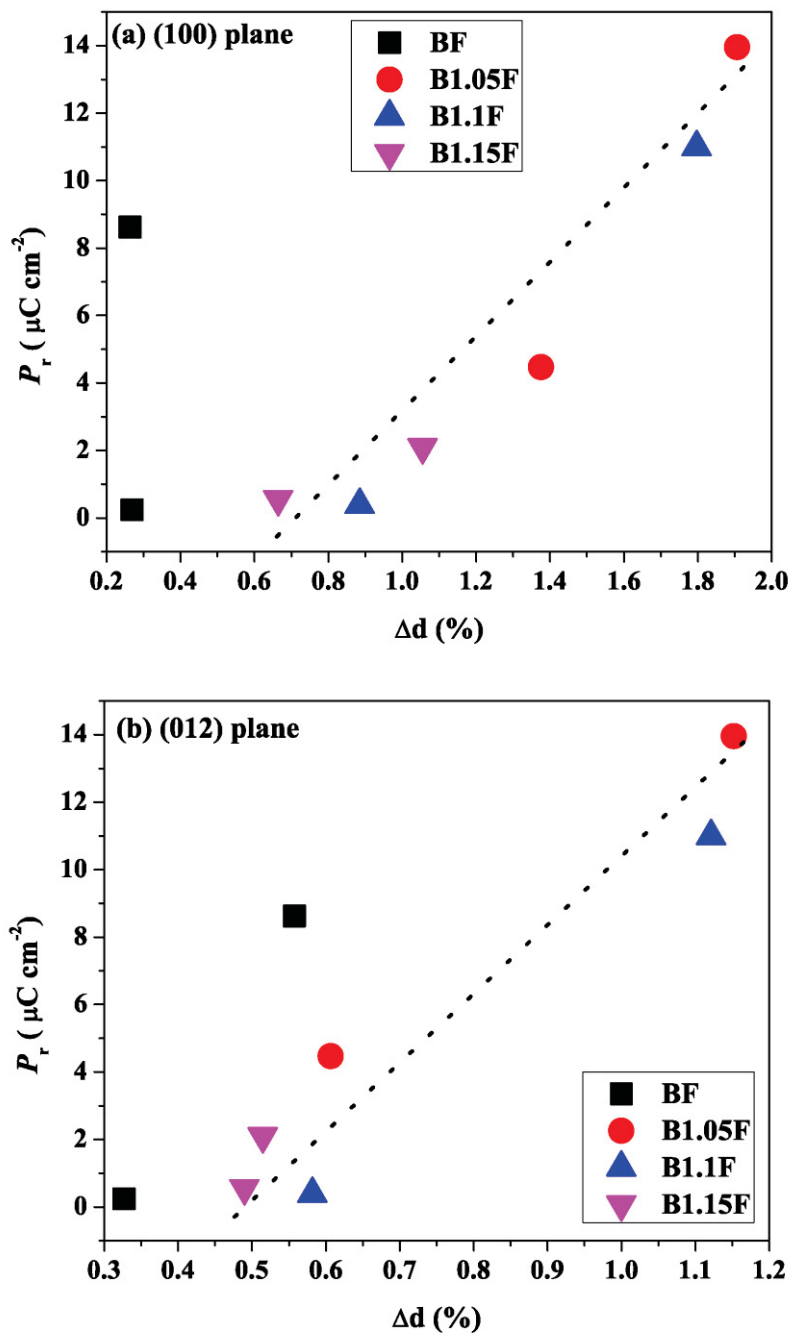 (a) (100) plane
BF
B1.05F
B1.1F
B1.15F
14
12
10
8
6
4
2
0
P_r ( μC cm⁻²)
0.2 0.4 0.6 0.8 1.0 1.2 1.4 1.6 1.8 2.0
Δd (%)
(b) (012) plane
14
12
10
8
6
4
2
0
P_r ( μC cm⁻²)
BF
B1.05F
B1.1F
B1.15F
0.3 0.4 0.5 0.6 0.7 0.8 0.9 1.0 1.1 1.2
Δd (%)